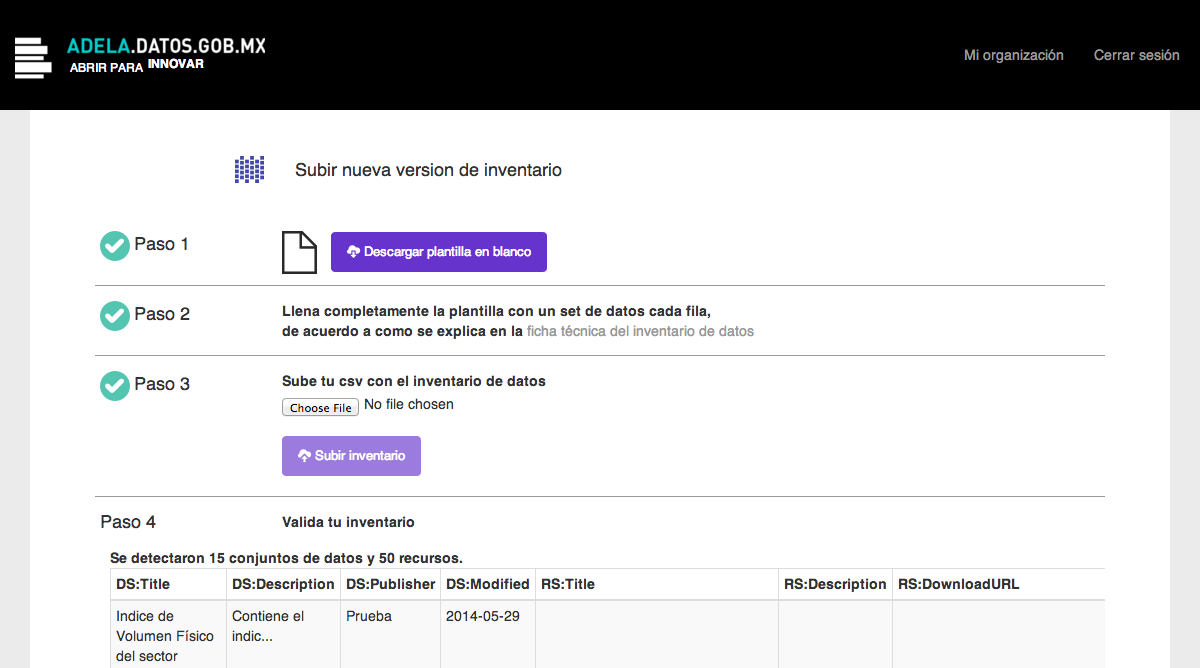 ADELA.DATOS.GOB.MX
ABRIR PARA INNOVAR
Mi organización
Cerrar sesión
Subir nueva version de inventario
Paso 1
Descargar plantilla en blanco
Paso 2
Llena completamente la plantilla con un set de datos cada fila,
de acuerdo a como se explica en la ficha técnica del inventario de datos
Paso 3
Sube tu csv con el inventario de datos
Choose File No file chosen
Subir inventario
Paso 4
Valida tu inventario
Se detectaron 15 conjuntos de datos y 50 recursos.
DS:Title DS:Description DS:Publisher DS:Modified RS:Title RS:Description RS:DownloadURL
Indice de Contiene el Prueba 2014-05-29
Volumen Físico indic...
del sector